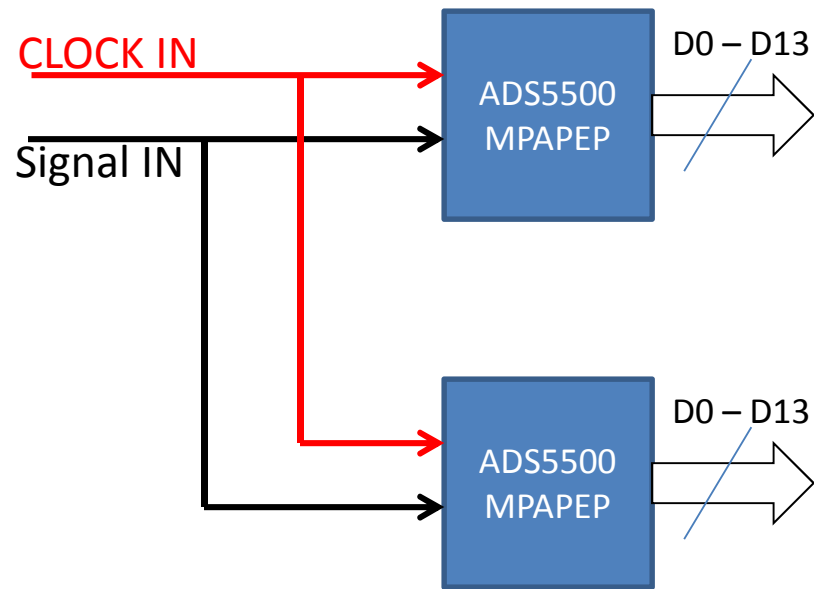 CLOCK IN
D0 – D13
ADS5500
MPAPEP
Signal IN
D0 – D13
ADS5500
MPAPEP